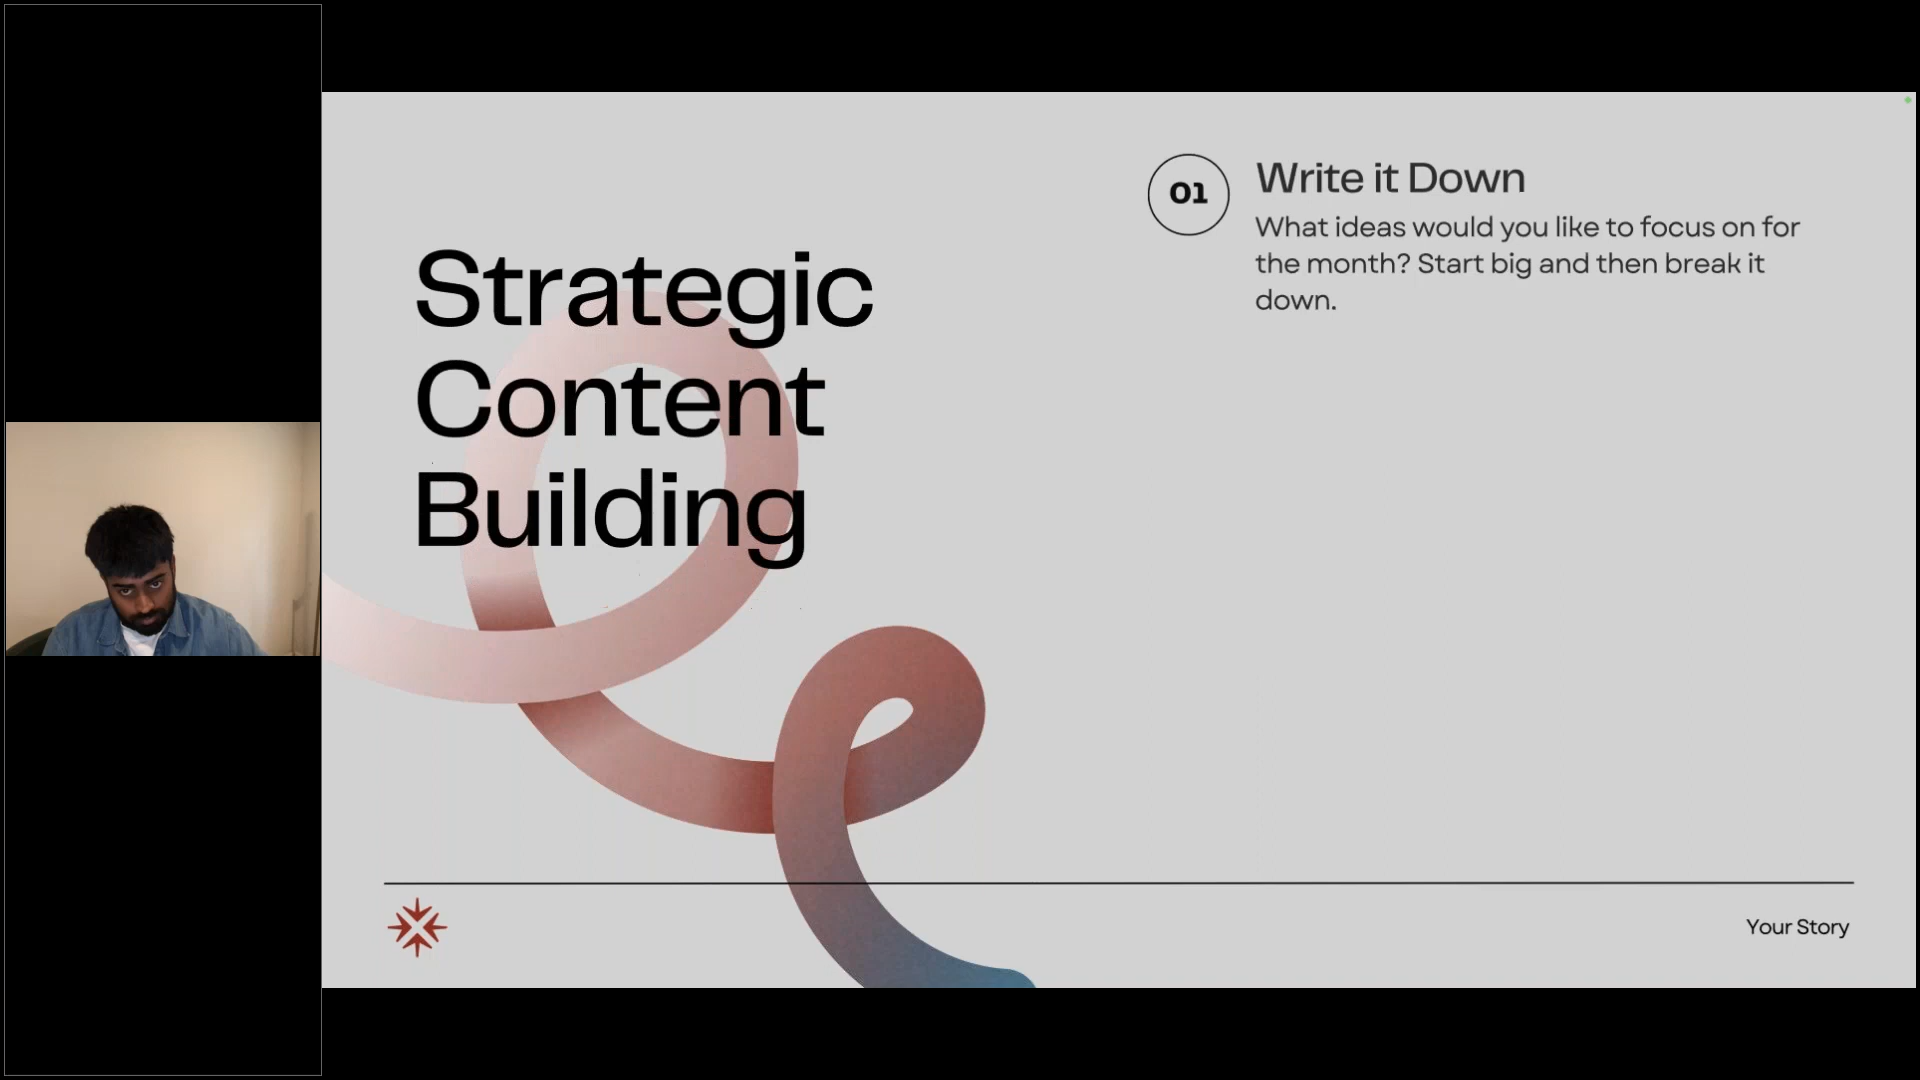 Strategic
Content
Building
01
Write it Down
What ideas would you like to focus on for
the month? Start big and then break it
down.
Your Story